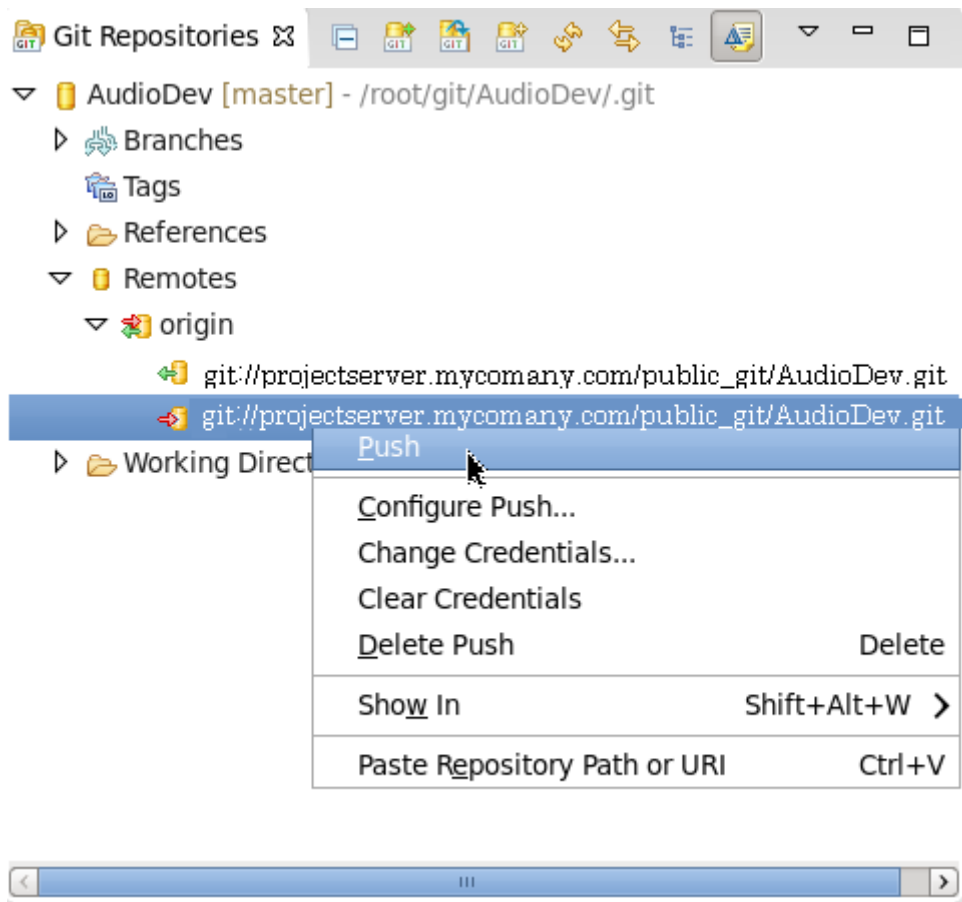 Git Repositories
AudioDev [master] - /root/git/AudioDev/.git
Branches
Tags
References
Remotes
origin
git://projectserver.mycomany.com/public_git/AudioDev.git
git://projectserver.mycomany.com/public_git/AudioDev.git
Push
Working Direct
Configure Push...
Change Credentials...
Clear Credentials
Delete Push Delete
Show In Shift+Alt+W
Paste Repository Path or URI Ctrl+V